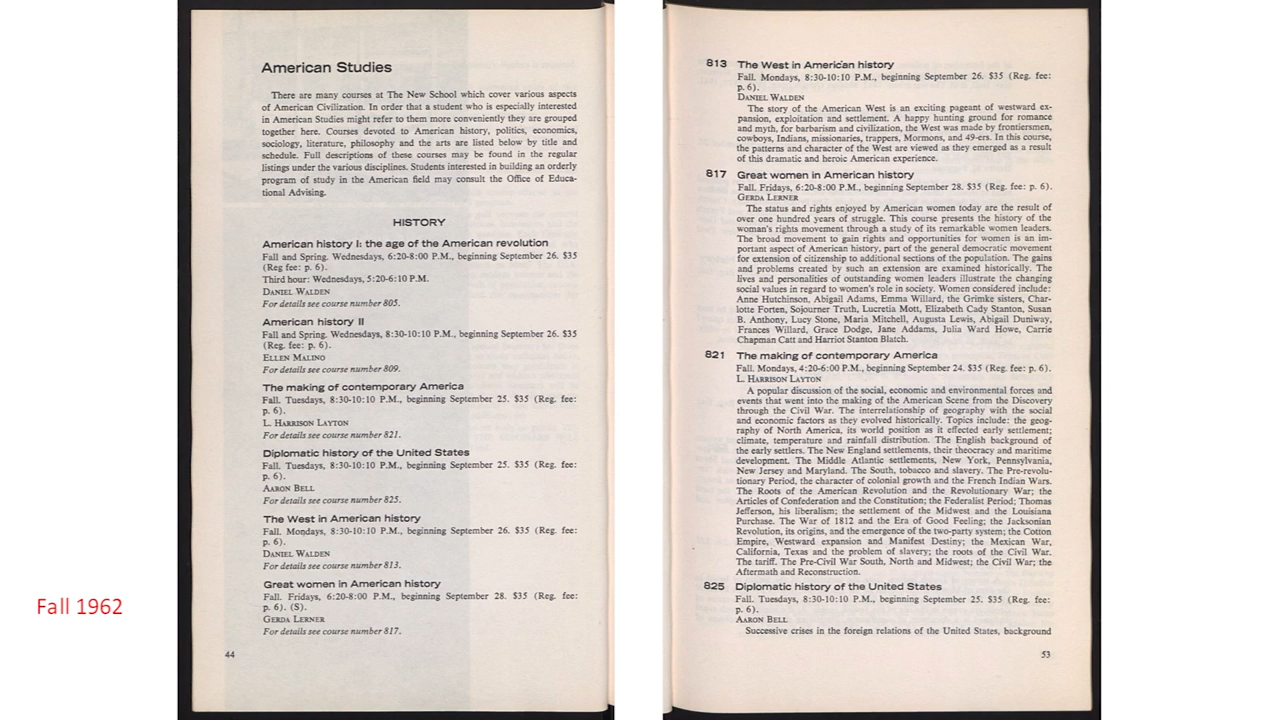 American Studies
There are many courses at The New School which cover various aspects
of American Civilization. In order that a student who is especially interested
in American Studies might refer to them more conveniently they are grouped
together here. Courses devoted to American history, politics, economics,
sociology, literature, philosophy and the arts are listed below by title and
schedule. Full descriptions of these courses may be found in the regular
listings under the various disciplines. Students interested in building an orderly
program of study in the American field may consult the Office of Educa-
tional Advising.
HISTORY
American history I: the age of the American revolution
Fall and Spring. Wednesdays, 6:20-8:00 P.M., beginning September 26. $35
(Reg fee: p. 6).
Third hour: Wednesdays, 5:20-6:10 P.M.
DANIEL WALDEN
For details see course number 805.
American history II
Fall and Spring. Wednesdays, 8:30-10:10 P.M., beginning September 26. $35
(Reg. fee: p. 6).
ELLEN MALINO
For details see course number 809.
The making of contemporary America
Fall. Tuesdays, 8:30-10:10 P.M., beginning September 25. $35 (Reg. fee:
p. 6).
L. HARRISON LAYTON
For details see course number 821.
Diplomatic history of the United States
Fall. Tuesdays, 8:30-10:10 P.M., beginning September 25. $35 (Reg. fee:
p. 6).
AARON BELL
For details see course number 825.
The West in American history
Fall. Mondays, 8:30-10:10 P.M., beginning September 26. $35 (Reg. fee:
p. 6).
DANIEL WALDEN
For details see course number 813.
Great women in American history
Fall. Fridays, 6:20-8:00 P.M., beginning September 28. $35 (Reg. fee:
p. 6). (S).
GERDA LERNER
For details see course number 817.
44
Fall 1962
813 The West in American history
Fall. Mondays, 8:30-10:10 P.M., beginning September 26. $35 (Reg. fee:
p. 6).
DANIEL WALDEN
The story of the American West is an exciting pageant of westward ex-
pansion, exploitation and settlement. A happy hunting ground for romance
and myth, for barbarism and civilization, the West was made by frontiersmen,
cowboys, Indians, missionaries, trappers, Mormons, and 49-ers. In this course,
the patterns and character of the West are viewed as they emerged as a result
of this dramatic and heroic American experience.
817 Great women in American history
Fall. Fridays, 6:20-8:00 P.M., beginning September 28. $35 (Reg. fee: p. 6).
GERDA LERNER
The status and rights enjoyed by American women today are the result of
over one hundred years of struggle. This course presents the history of the
woman's rights movement through a study of its remarkable women leaders.
The broad movement to gain rights and opportunities for women is an im-
portant aspect of American history, part of the general democratic movement
for extension of citizenship to additional sections of the population. The gains
and problems created by such an extension are examined historically. The
lives and personalities of outstanding women leaders illustrate the changing
social values in regard to women's role in society. Women considered include:
Anne Hutchinson, Abigail Adams, Emma Willard, the Grimke sisters, Char-
lotte Forten, Sojourner Truth, Lucretia Mott, Elizabeth Cady Stanton, Susan
B. Anthony, Lucy Stone, Maria Mitchell, Augusta Lewis, Abigail Duniway,
Frances Willard, Grace Dodge, Jane Addams, Julia Ward Howe, Carrie
Chapman Catt and Harriot Stanton Blatch.
821 The making of contemporary America
Fall. Mondays, 4:20-6:00 P.M., beginning September 24. $35 (Reg. fee: p. 6).
L. HARRISON LAYTON
A popular discussion of the social, economic and environmental forces and
events that went into the making of the American Scene from the Discovery
through the Civil War. The interrelationship of geography with the social
and economic factors as they evolved historically. Topics include: the geog-
raphy of North America, its world position as it effected early settlement;
climate, temperature and rainfall distribution. The English background of
the early settlers. The New England settlements, their theocracy and maritime
development. The Middle Atlantic settlements, New York, Pennsylvania,
New Jersey and Maryland. The South, tobacco and slavery. The Pre-revolu-
tionary Period, the character of colonial growth and the French Indian Wars.
The Roots of the American Revolution and the Revolutionary War; the
Articles of Confederation and the Constitution; the Federalist Period; Thomas
Jefferson, his liberalism; the settlement of the Midwest and the Louisiana
Purchase. The War of 1812 and the Era of Good Feeling; the Jacksonian
Revolution, its origins, and the emergence of the two-party system; the Cotton
Empire, Westward expansion and Manifest Destiny; the Mexican War,
California, Texas and the problem of slavery; the roots of the Civil War.
The tariff. The Pre-Civil War South, North and Midwest; the Civil War; the
Aftermath and Reconstruction.
825 Diplomatic history of the United States
Fall. Tuesdays, 8:30-10:10 P.M., beginning September 25. $35 (Reg. fee:
p. 6).
AARON BELL
Successive crises in the foreign relations of the United States, background
53